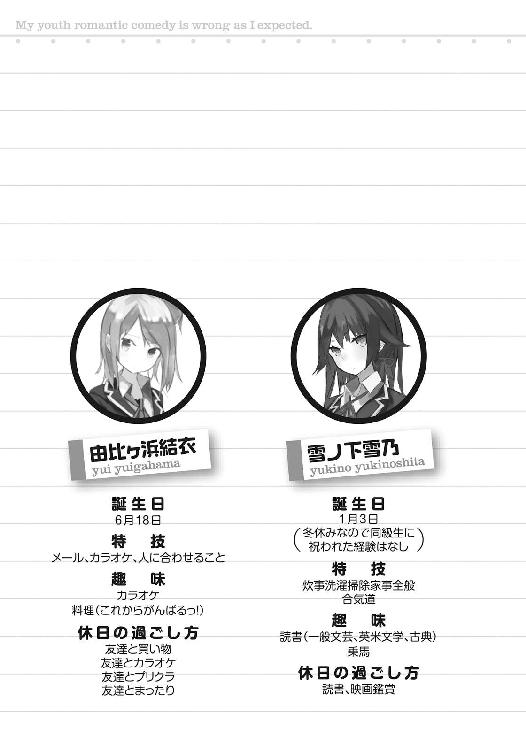 My youth romantic comedy is wrong as I expected.
由比ヶ浜結衣
yui yuigahama
誕生日
6月18日
特技
メール、カラオケ、人に合わせること
趣味
カラオケ
料理(これからがんばるっ!)
休日の過ごし方
友達と買い物
友達とカラオケ
友達とプリクラ
友達とまったり
雪ノ下雪乃
yukino yukinoshita
誕生日
1月3日
(冬休みなので同級生に
祝われた経験はなし)
特技
炊事洗濯掃除家事全般
合気道
趣味
読書(一般文芸、英米文学、古典)
乗馬
休日の過ごし方
読書、映画鑑賞